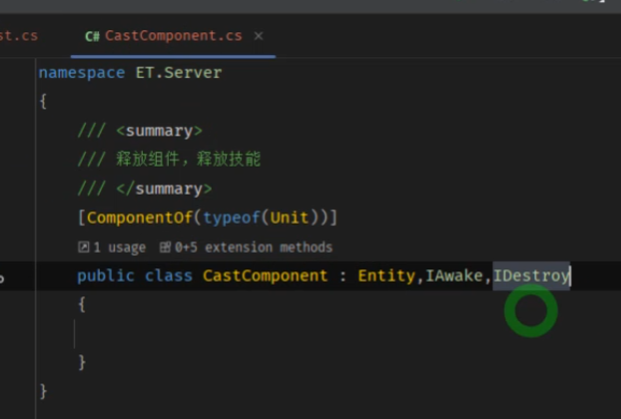 st.cs C# CastComponent.cs ×
namespace ET.Server
{
/// <summary>
/// 释放组件，释放技能
/// </summary>
[ComponentOf(typeof(Unit))]
1 usage 0+5 extension methods
public class CastComponent : Entity,IAwake,IDestroy
{
}
}